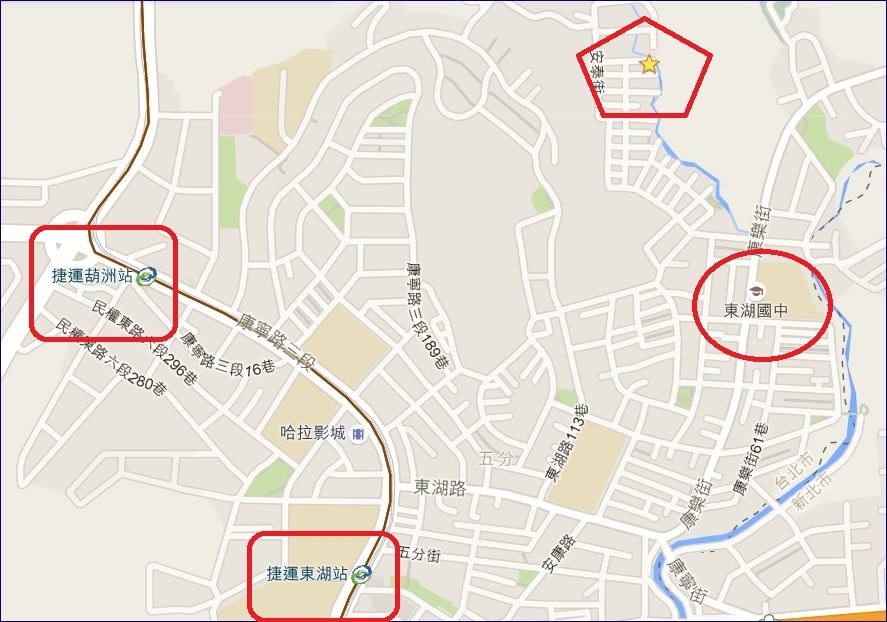 安泰街
康樂街
捷運葫洲站
康寧路三段189巷
東湖國中
民權東路六段296巷
民權東路六段280巷
康寧路三段
康寧路三段16巷
哈拉影城
東湖路113巷
五分
康樂街61巷
東湖路
康樂街
台北市
新北市
五分街
安康路
捷運東湖站
康寧街